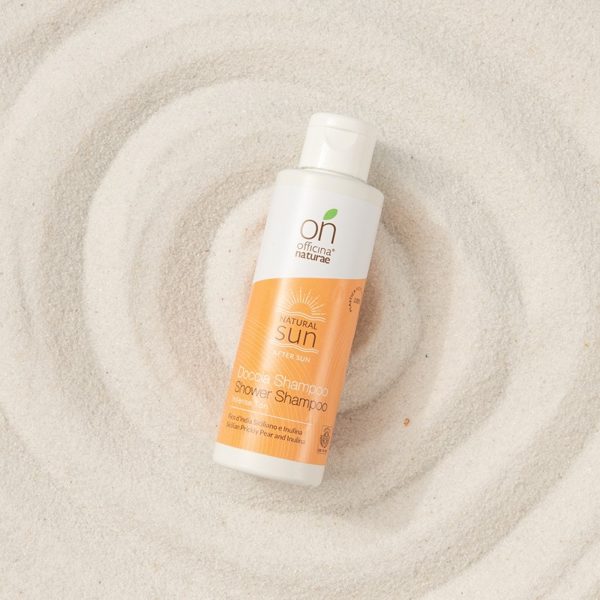 on
officina®
naturae
NATURAL
sun
AFTER SUN
Doccia Shampoo
Shower Shampoo
Fico d'India Siciliano e Inulina
Sicilian Prickly Pear and Inulina